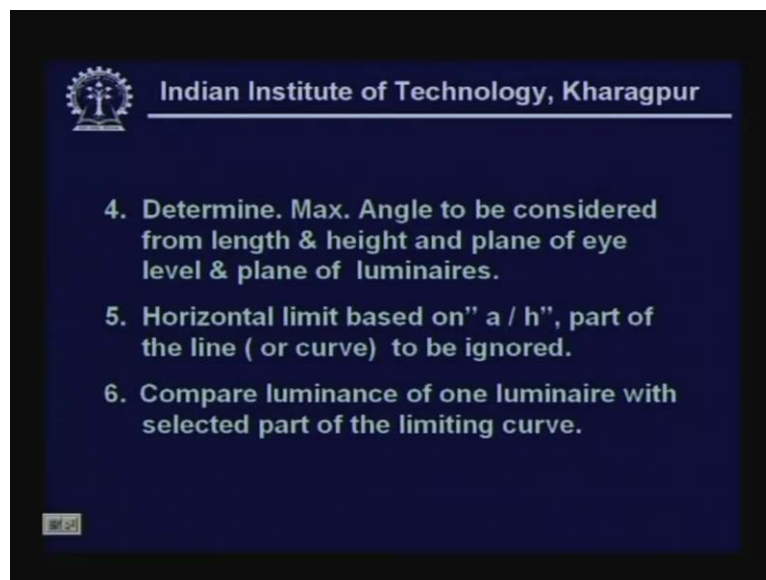 Indian Institute of Technology, Kharagpur
4. Determine. Max. Angle to be considered
from length & height and plane of eye
level & plane of luminaires.
5. Horizontal limit based on” a / h”, part of
the line ( or curve) to be ignored.
6. Compare luminance of one luminaire with
selected part of the limiting curve.